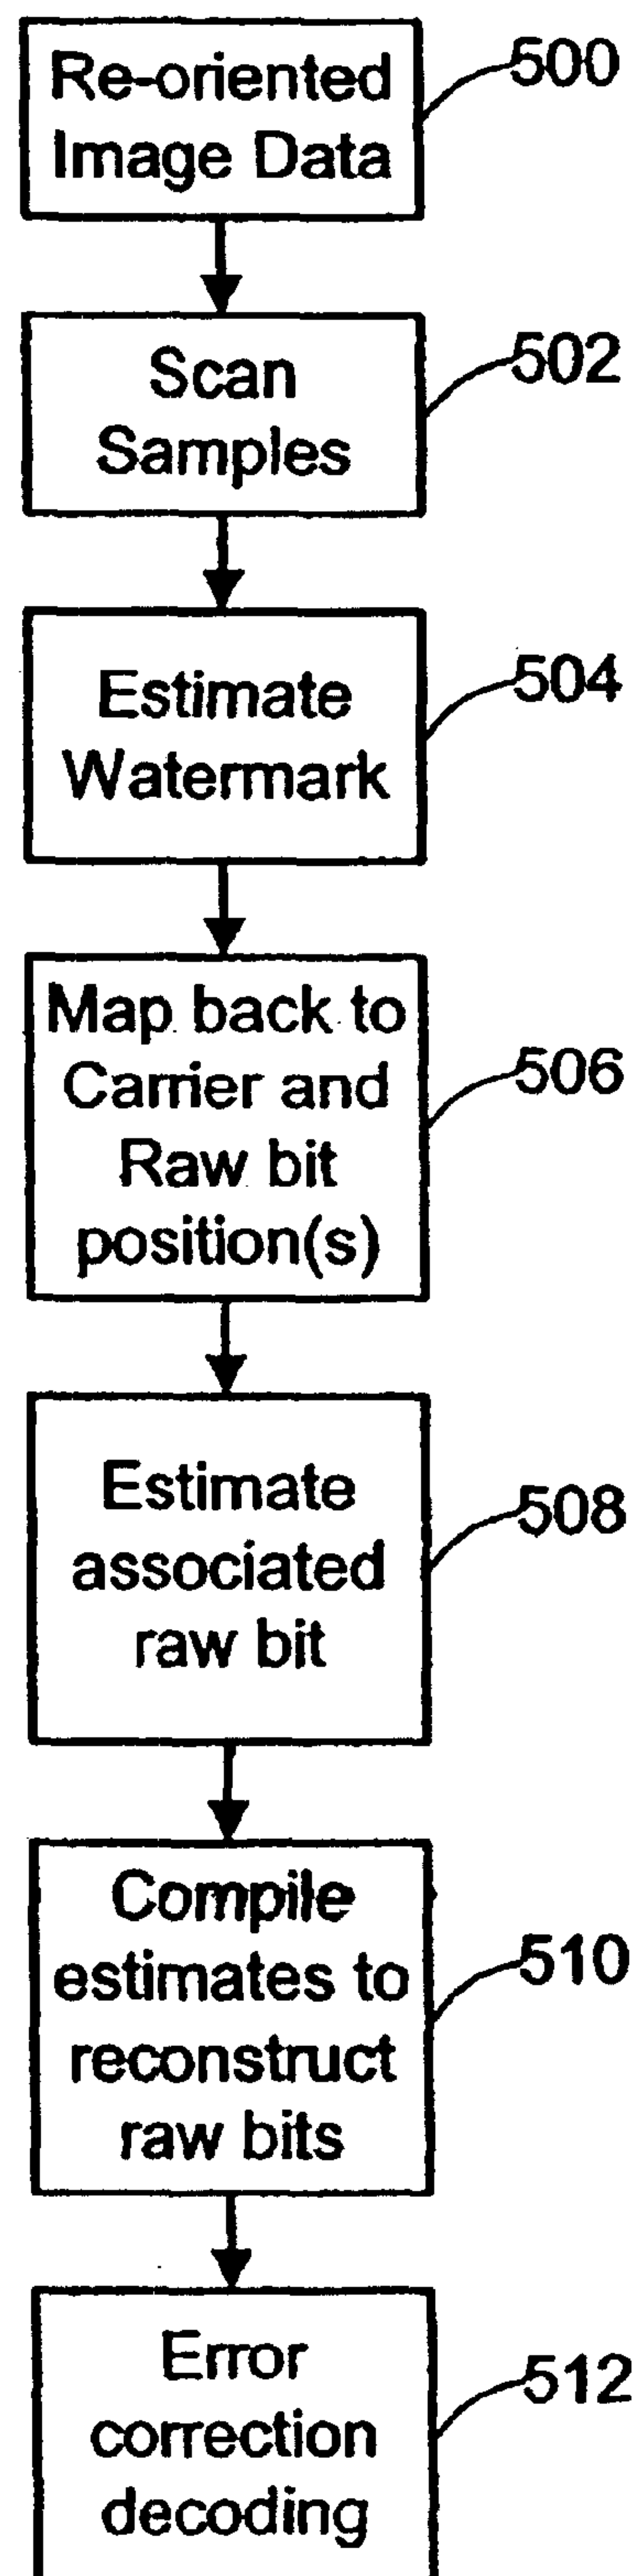 Re-oriented
Image Data
500
Scan
Samples
502
Estimate
Watermark
504
Map back to
Carrier and
Raw bit
position(s)
506
Estimate
associated
raw bit
508
Compile
estimates to
reconstruct
raw bits
510
Error
correction
decoding
512